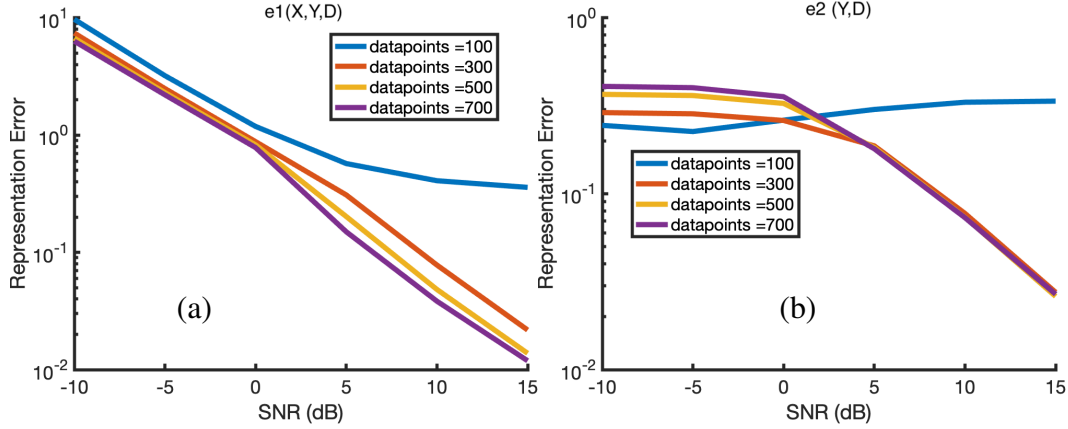 e1(X,Y,D)
10^1
10^0
10^-1
10^-2
Representation Error
datapoints =100
datapoints =300
datapoints =500
datapoints =700
(a)
-10 -5 0 5 10 15
SNR (dB)
e2 (Y,D)
10^0
10^-1
10^-2
Representation Error
datapoints =100
datapoints =300
datapoints =500
datapoints =700
(b)
-10 -5 0 5 10 15
SNR (dB)